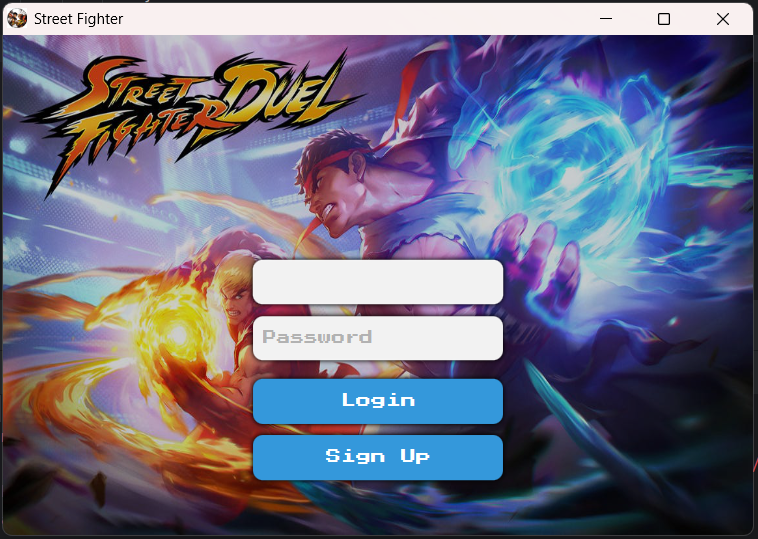 Street Fighter
STREET
FIGHTER DUEL
Password
Login
Sign Up